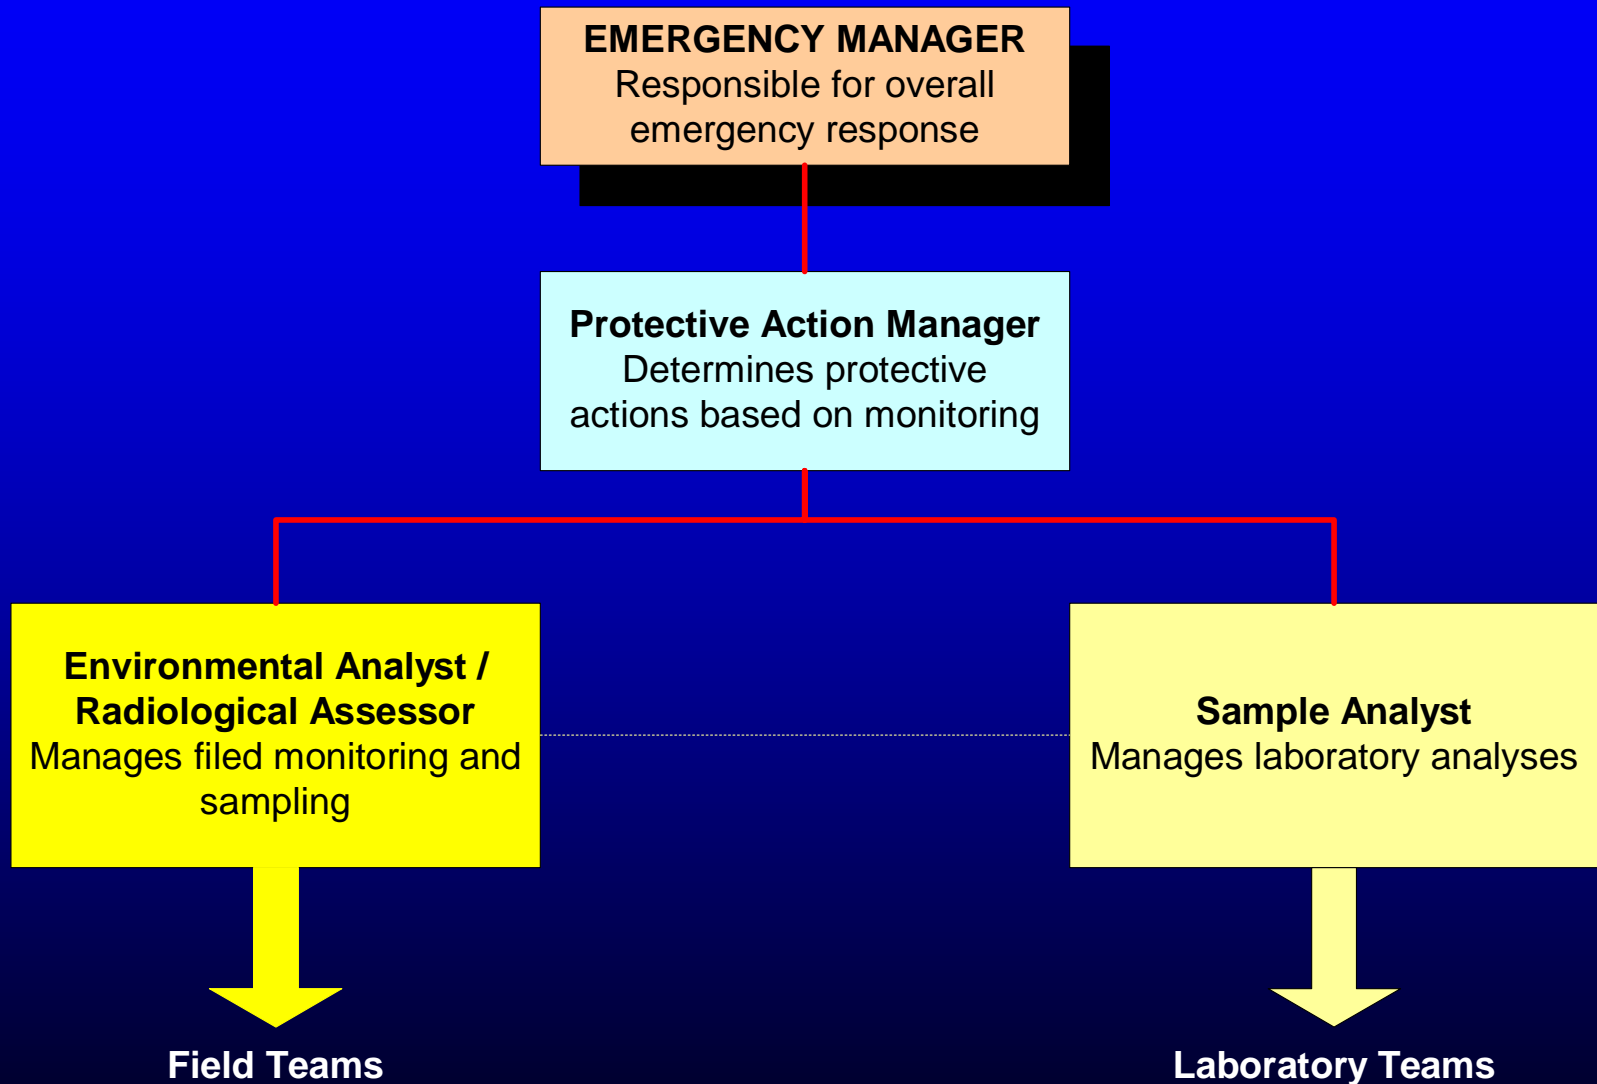 EMERGENCY MANAGER
Responsible for overall
emergency response
Protective Action Manager
Determines protective
actions based on monitoring
Environmental Analyst /
Radiological Assessor
Manages filed monitoring and
sampling
Sample Analyst
Manages laboratory analyses
Field Teams
Laboratory Teams